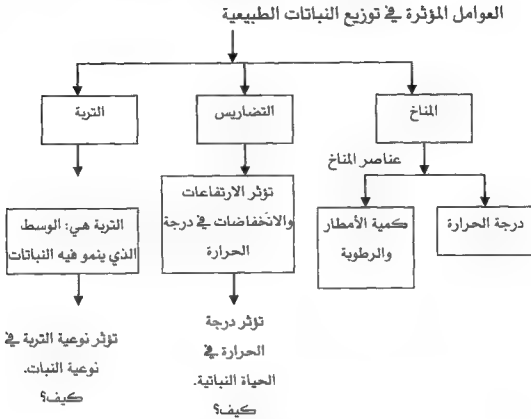 العوامل المؤثرة في توزيع النباتات الطبيعية
المناخ
التضاريس
التربة
عناصر المناخ
درجة الحرارة
كمية الأمطار
والرطوبة
تؤثر الارتفاعات
والانخفاضات في درجة
الحرارة
التربة هي: الوسط
الذي ينمو فيه النباتات
تؤثر درجة
الحرارة في
الحياة النباتية.
كيف؟
تؤثر نوعية التربة في
نوعية النبات.
كيف؟